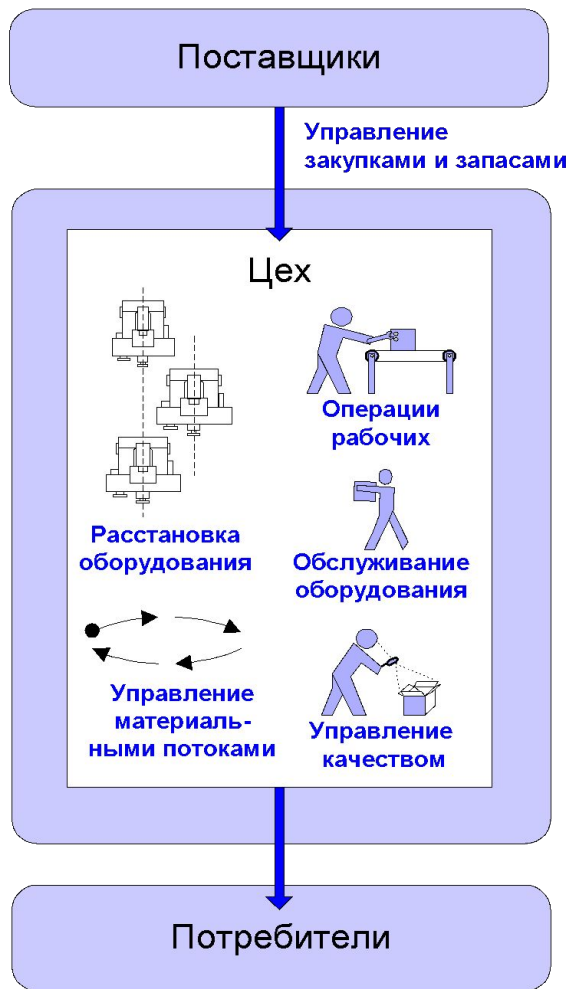 Поставщики
Управление
закупками и запасами
Цех
Операции
рабочих
Расстановка
оборудования
Обслуживание
оборудования
Управление
материаль-
ными потоками
Управление
качеством
Потребители